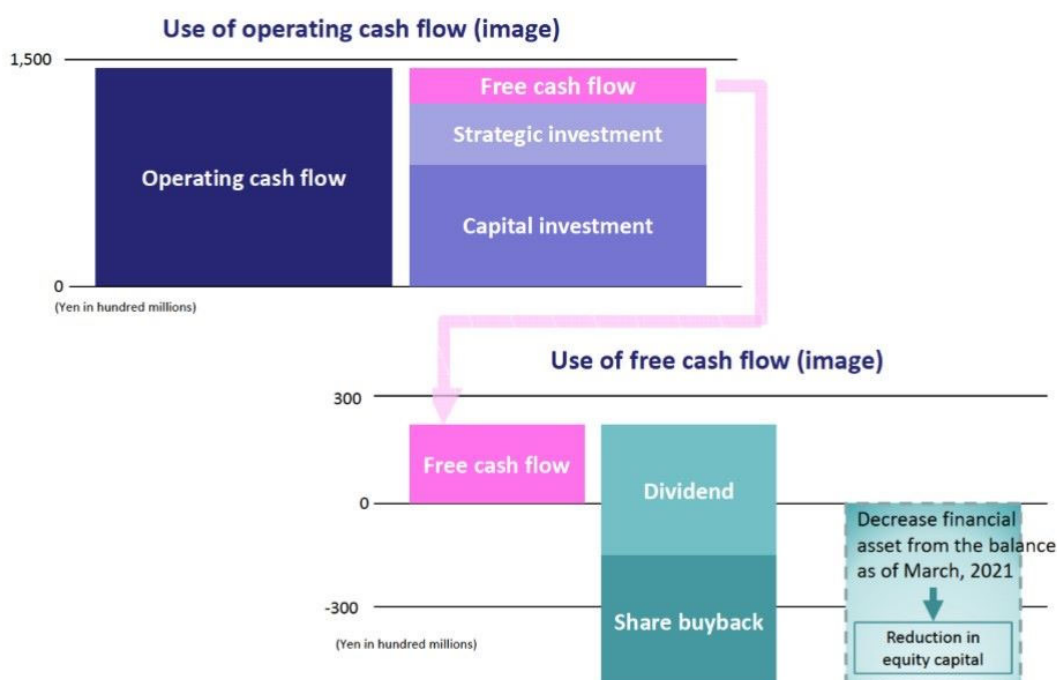 Use of operating cash flow (image)
1,500
Free cash flow
Strategic investment
Operating cash flow
Capital investment
0
(Yen in hundred millions)
Use of free cash flow (image)
300
Free cash flow
Dividend
0
Decrease financial
asset from the balance
as of March, 2021
-300
Share buyback
(Yen in hundred millions)
Reduction in
equity capital